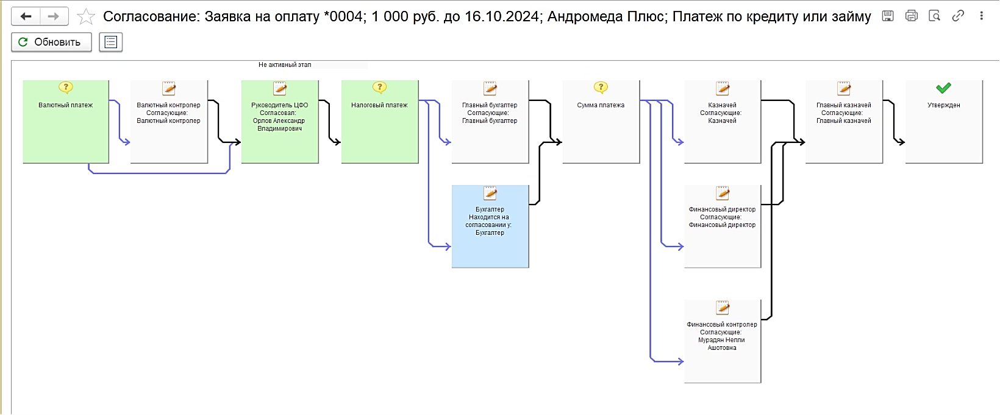 Согласование: Заявка на оплату *0004; 1 000 руб. до 16.10.2024; Андромеда Плюс; Платеж по кредиту или займу
Обновить
Не активный этап
Валютный платеж
Валютный контролер
Согласующие:
Валютный контролер
Руководитель ЦФО
Согласовал:
Орлов Александр
Владимирович
Налоговый платеж
Главный бухгалтер
Согласующие:
Главный бухгалтер
Сумма платежа
Казначей
Согласующие:
Казначей
Главный казначей
Согласующие:
Главный казначей
Утвержден
Бухгалтер
Находится на
согласовании у:
Бухгалтер
Финансовый директор
Согласующие:
Финансовый директор
Финансовый контролер
Согласующие:
Мурадян Нелли
Ашотовна